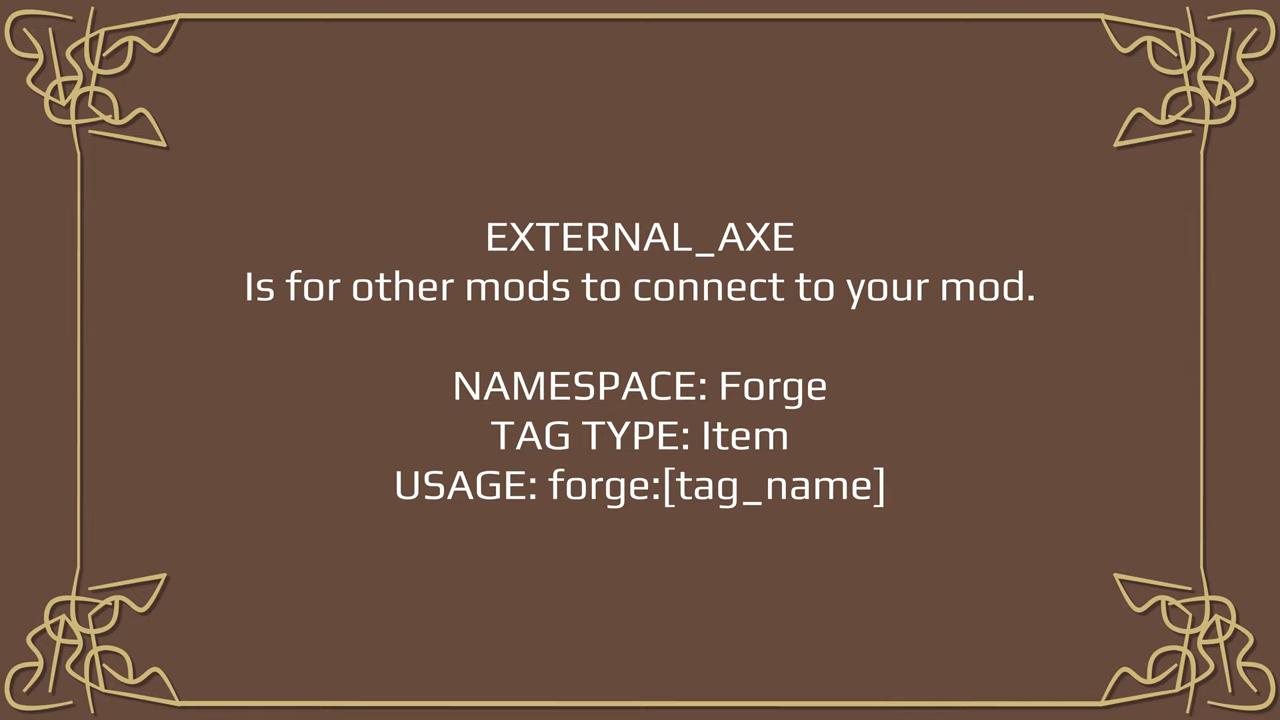 EXTERNAL_AXE
Is for other mods to connect to your mod.
NAMESPACE: Forge
TAG TYPE: Item
USAGE: forge:[tag_name]